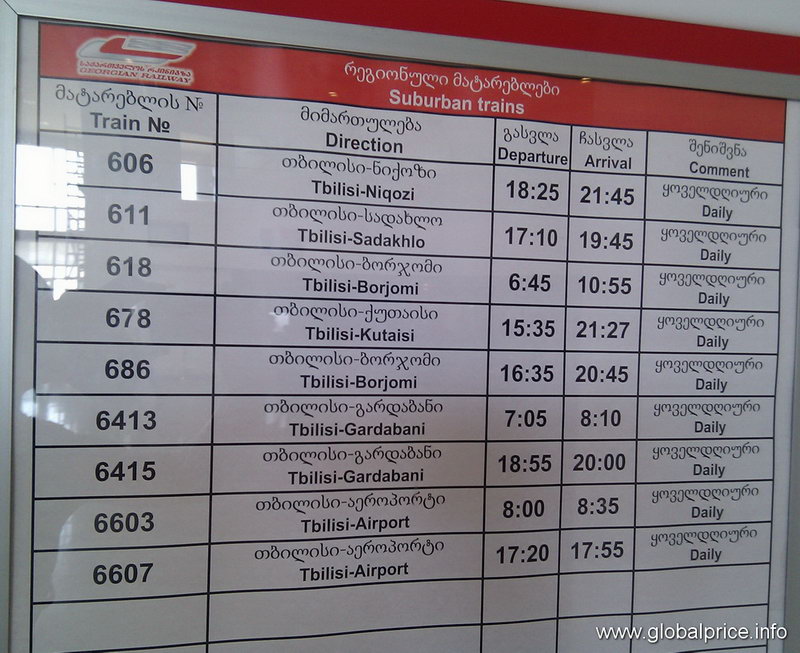 საქართველოს რკინიგზა
GEORGIAN RAILWAY
რეგიონული მატარებლები
Suburban trains
მატარებლის №
Train №
მიმართულება
Direction
გასვლა
Departure
ჩასვლა
Arrival
შენიშვნა
Comment
606
თბილისი-ნიქოზი
Tbilisi-Niqozi
18:25
21:45
ყოველდღიური
Daily
611
თბილისი-სადახლო
Tbilisi-Sadakhlo
17:10
19:45
ყოველდღიური
Daily
618
თბილისი-ბორჯომი
Tbilisi-Borjomi
6:45
10:55
ყოველდღიური
Daily
678
თბილისი-ქუთაისი
Tbilisi-Kutaisi
15:35
21:27
ყოველდღიური
Daily
686
თბილისი-ბორჯომი
Tbilisi-Borjomi
16:35
20:45
ყოველდღიური
Daily
6413
თბილისი-გარდაბანი
Tbilisi-Gardabani
7:05
8:10
ყოველდღიური
Daily
6415
თბილისი-გარდაბანი
Tbilisi-Gardabani
18:55
20:00
ყოველდღიური
Daily
6603
თბილისი-აეროპორტი
Tbilisi-Airport
8:00
8:35
ყოველდღიური
Daily
6607
თბილისი-აეროპორტი
Tbilisi-Airport
17:20
17:55
ყოველდღიური
Daily
www.globalprice.info